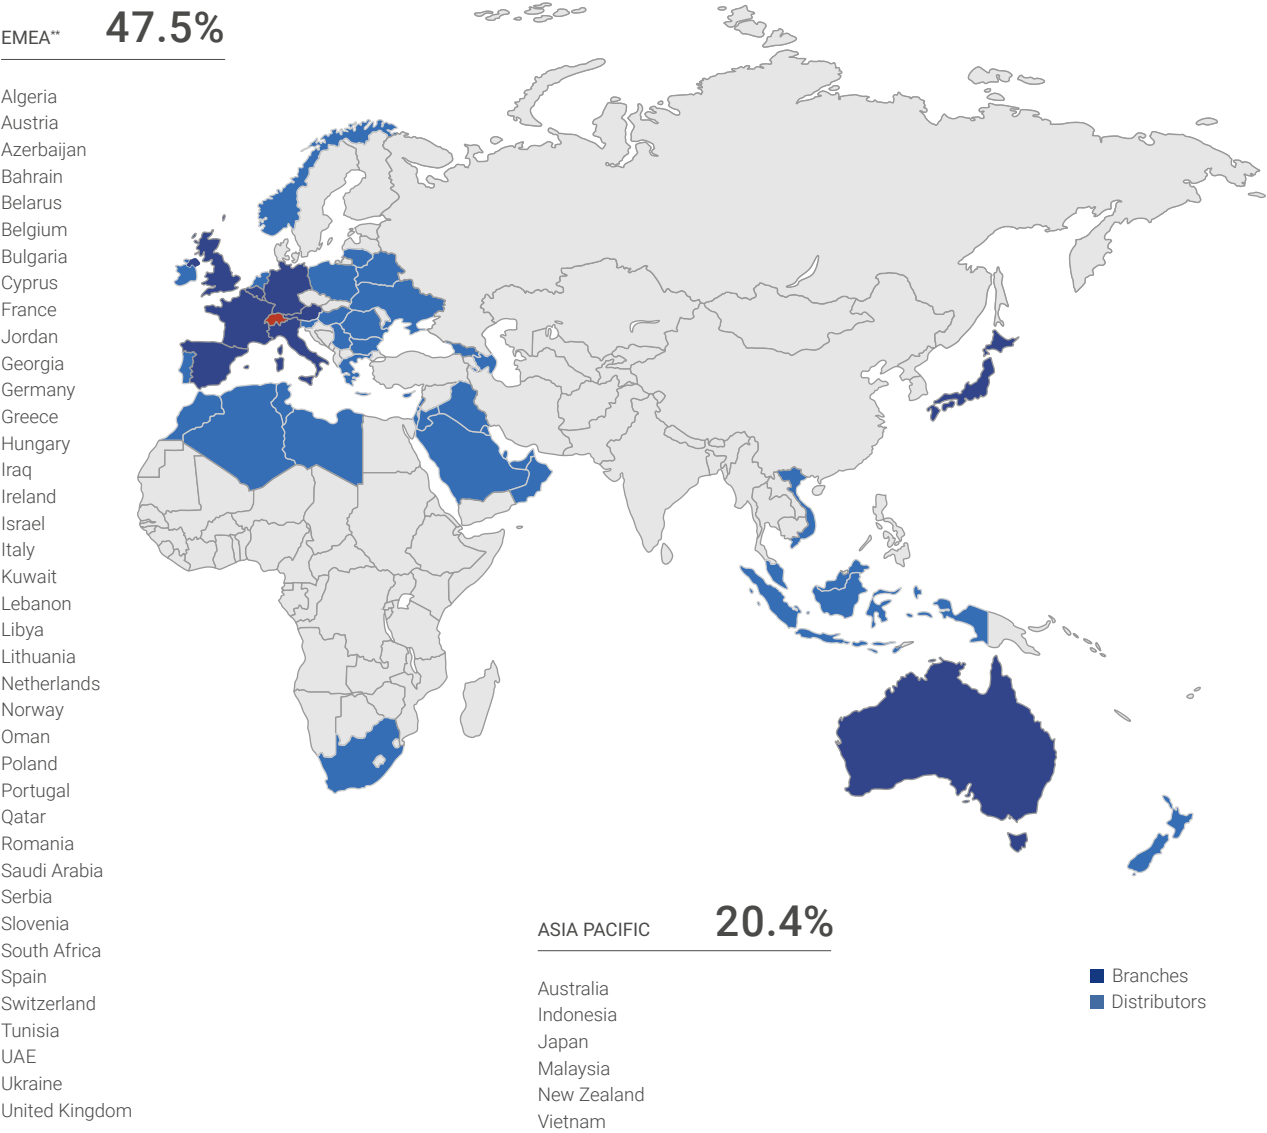 EMEA** 47.5%
Algeria
Austria
Azerbaijan
Bahrain
Belarus
Belgium
Bulgaria
Cyprus
France
Jordan
Georgia
Germany
Greece
Hungary
Iraq
Ireland
Israel
Italy
Kuwait
Lebanon
Libya
Lithuania
Netherlands
Norway
Oman
Poland
Portugal
Qatar
Romania
Saudi Arabia
Serbia
Slovenia
South Africa
Spain
Switzerland
Tunisia
UAE
Ukraine
United Kingdom
ASIA PACIFIC 20.4%
Australia
Indonesia
Japan
Malaysia
New Zealand
Vietnam
Branches
Distributors